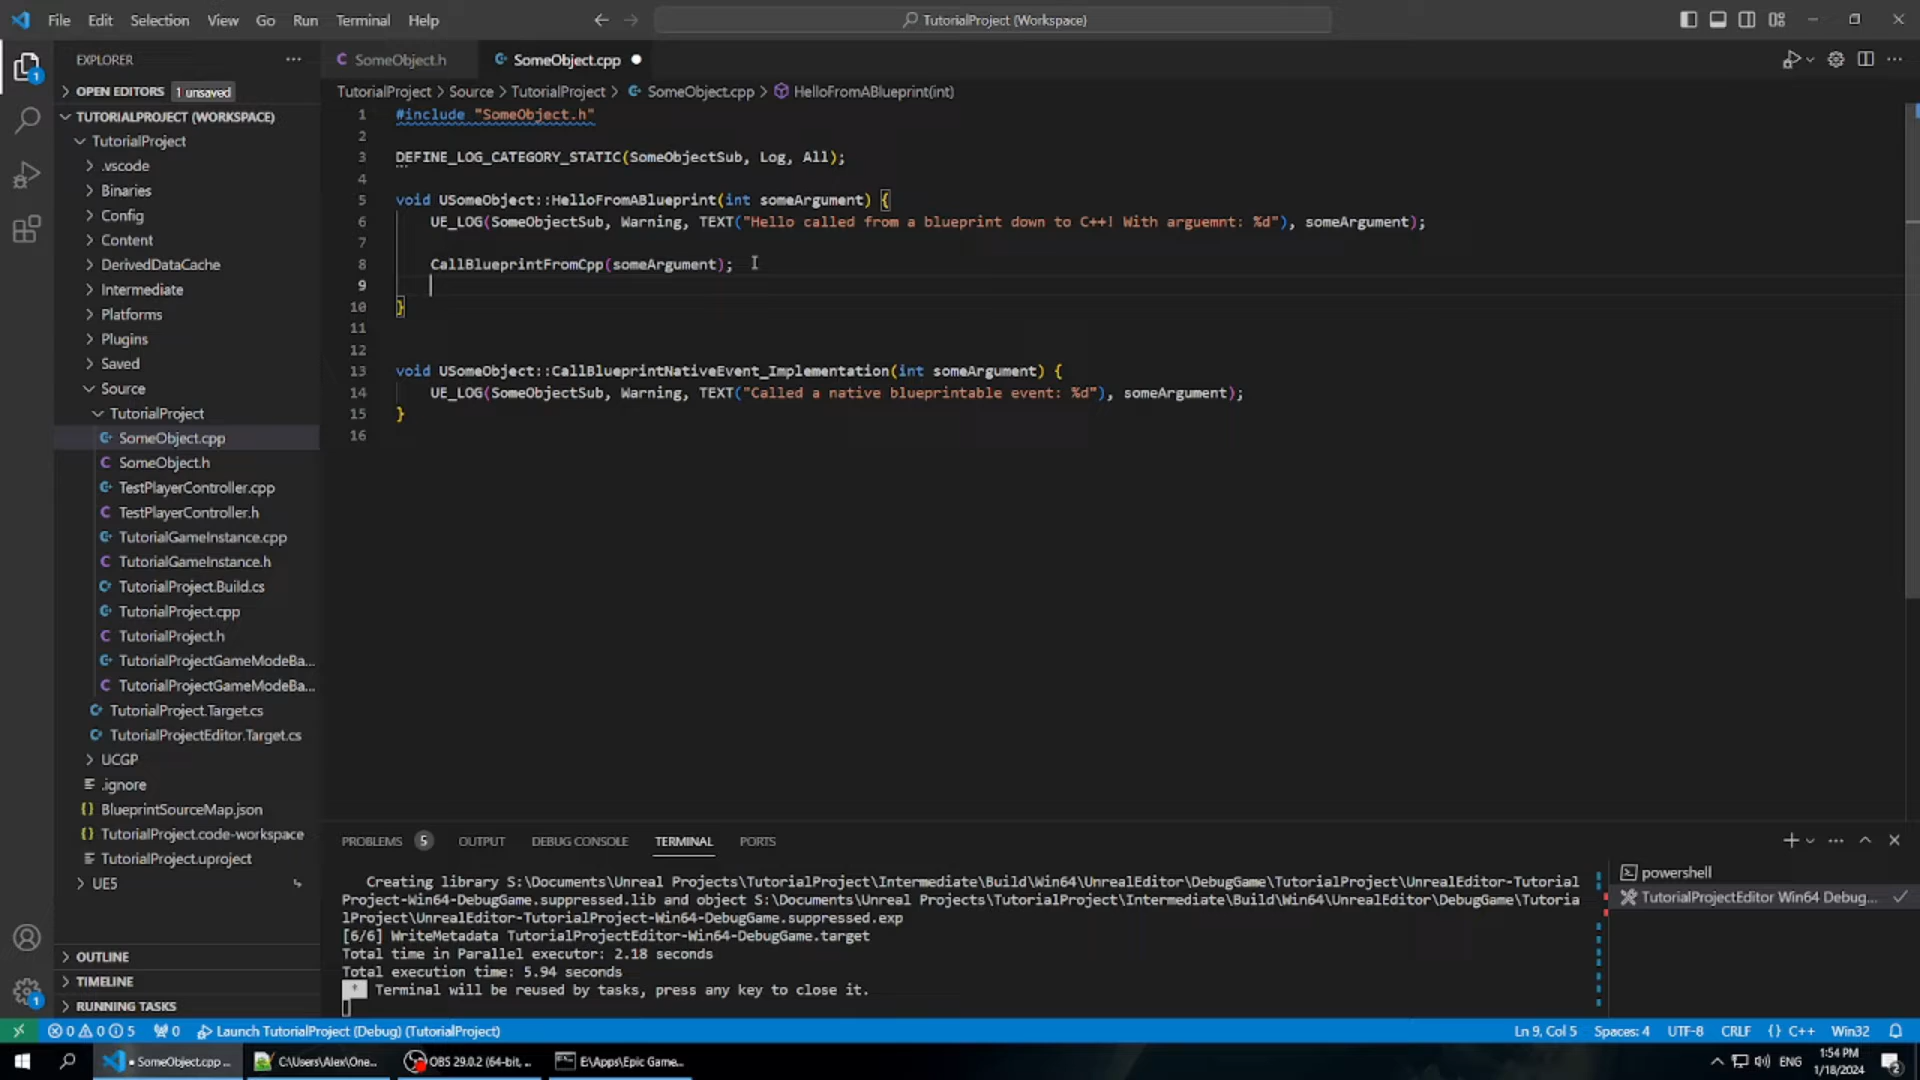 File Edit Selection View Go Run Terminal Help
TutorialProject (Workspace)
EXPLORER
SomeObject.h
SomeObject.cpp
OPEN EDITORS 1 unsaved
TutorialProject > Source > TutorialProject > SomeObject.cpp > HelloFromABlueprint(int)
TUTORIALPROJECT (WORKSPACE)
TutorialProject
.vscode
Binaries
Config
Content
DerivedDataCache
Intermediate
Platforms
Plugins
Saved
Source
TutorialProject
SomeObject.cpp
SomeObject.h
TestPlayerController.cpp
TestPlayerController.h
TutorialGameInstance.cpp
TutorialGameInstance.h
TutorialProject.Build.cs
TutorialProject.cpp
TutorialProject.h
TutorialProjectGameModeBa...
TutorialProjectGameModeBa...
TutorialProject.Target.cs
TutorialProjectEditor.Target.cs
UCGP
.ignore
BlueprintSourceMap.json
TutorialProject.code-workspace
TutorialProject.uproject
UE5
OUTLINE
TIMELINE
RUNNING TASKS
1 #include "SomeObject.h"
2
3 DEFINE_LOG_CATEGORY_STATIC(SomeObjectSub, Log, All);
4
5 void USomeObject::HelloFromABlueprint(int someArgument) {
6 UE_LOG(SomeObjectSub, Warning, TEXT("Hello called from a blueprint down to C++! With arguemnt: %d"), someArgument);
7
8 CallBlueprintFromCpp(someArgument);
9
10 }
11
12
13 void USomeObject::CallBlueprintNativeEvent_Implementation(int someArgument) {
14 UE_LOG(SomeObjectSub, Warning, TEXT("Called a native blueprintable event: %d"), someArgument);
15 }
16
PROBLEMS 5 OUTPUT DEBUG CONSOLE TERMINAL PORTS
Creating library S:\Documents\Unreal Projects\TutorialProject\Intermediate\Build\Win64\UnrealEditor\DebugGame\TutorialProject\UnrealEditor-Tutorial
Project-Win64-DebugGame.suppressed.lib and object S:\Documents\Unreal Projects\TutorialProject\Intermediate\Build\Win64\UnrealEditor\DebugGame\Tutoria
lProject\UnrealEditor-TutorialProject-Win64-DebugGame.suppressed.exp
[6/6] WriteMetadata TutorialProjectEditor-Win64-DebugGame.target
Total time in Parallel executor: 2.18 seconds
Total execution time: 5.94 seconds
* Terminal will be reused by tasks, press any key to close it.
powershell
TutorialProjectEditor Win64 Debug...
1
1
0 0 5 0 Launch TutorialProject (Debug) (TutorialProject)
Ln 9, Col 5 Spaces: 4 UTF-8 CRLF {} C++ Win32
SomeObject.cpp ... C:\Users\Alex\One... OBS 29.0.2 (64-bit, ... E:\Apps\Epic Game...
ENG 1:54 PM
1/18/2024 2